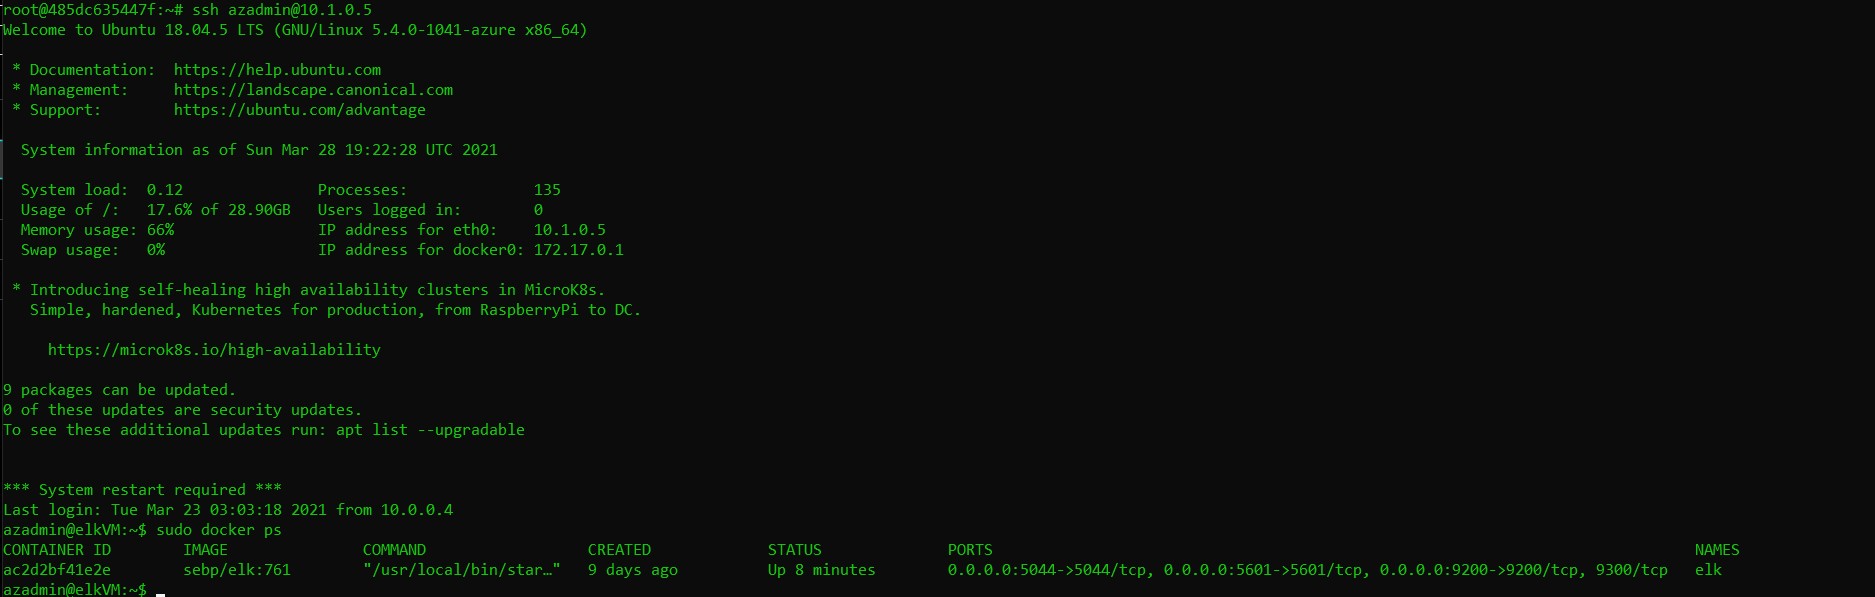 root@485dc635447f:~# ssh azadmin@10.1.0.5
Welcome to Ubuntu 18.04.5 LTS (GNU/Linux 5.4.0-1041-azure x86_64)
* Documentation:  https://help.ubuntu.com
* Management:     https://landscape.canonical.com
* Support:        https://ubuntu.com/advantage
System information as of Sun Mar 28 19:22:28 UTC 2021
System load:  0.12               Processes:              135
Usage of /:   17.6% of 28.90GB   Users logged in:        0
Memory usage: 66%                IP address for eth0:    10.1.0.5
Swap usage:   0%                 IP address for docker0: 172.17.0.1
* Introducing self-healing high availability clusters in MicroK8s.
Simple, hardened, Kubernetes for production, from RaspberryPi to DC.
https://microk8s.io/high-availability
9 packages can be updated.
0 of these updates are security updates.
To see these additional updates run: apt list --upgradable
*** System restart required ***
Last login: Tue Mar 23 03:03:18 2021 from 10.0.0.4
azadmin@elkVM:~$ sudo docker ps
CONTAINER ID        IMAGE               COMMAND                  CREATED             STATUS              PORTS                                                                              NAMES
ac2d2bf41e2e        sebp/elk:761        "/usr/local/bin/star…"   9 days ago          Up 8 minutes        0.0.0.0:5044->5044/tcp, 0.0.0.0:5601->5601/tcp, 0.0.0.0:9200->9200/tcp, 9300/tcp   elk
azadmin@elkVM:~$